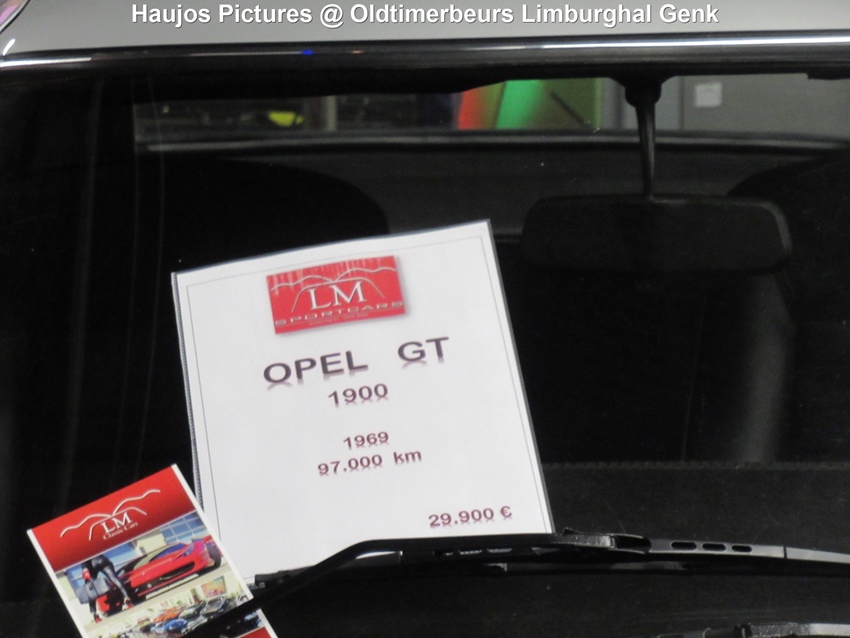 Haujos Pictures @ Oldtimerbeurs Limburghal Genk
LM
SPORTCARS
OPEL GT
1900
1969
97.000 km
29.900 €
LM
Classic Cars